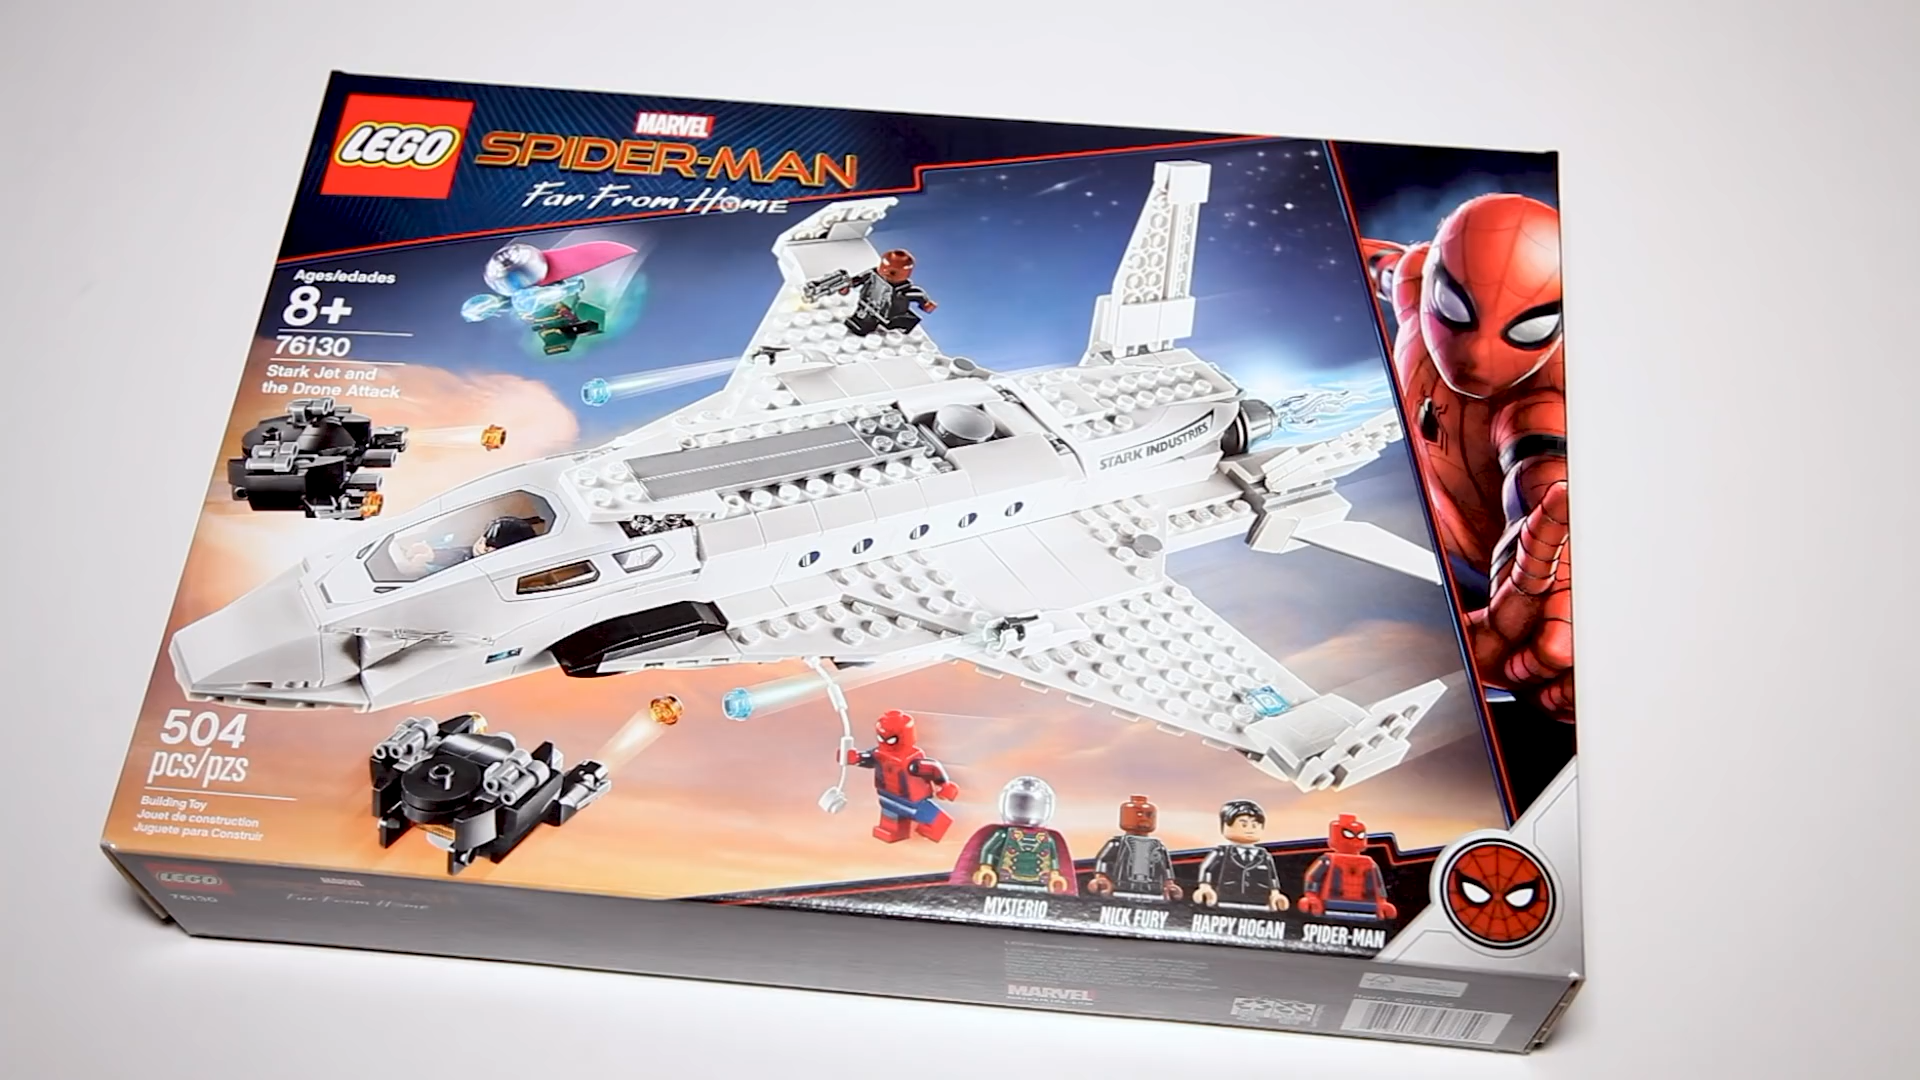 LEGO
MARVEL
SPIDER-MAN
Far From Home
Ages/edades
8+
76130
Stark Jet and
the Drone Attack
STARK INDUSTRIES
504
pcs/pzs
Building Toy
Jouet de construction
Juguete para Construir
MYSTERIO
NICK FURY
HAPPY HOGAN
SPIDER-MAN
LEGO
76130
MARVEL
SPIDER-MAN
Far From Home
MARVEL